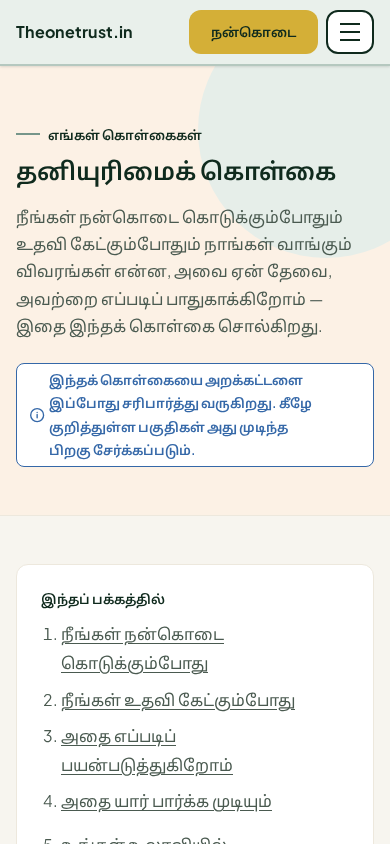 Theonetrust.in
நன்கொடை
எங்கள் கொள்கைகள்
தனியுரிமைக் கொள்கை
நீங்கள் நன்கொடை கொடுக்கும்போதும்
உதவி கேட்கும்போதும் நாங்கள் வாங்கும்
விவரங்கள் என்ன, அவை ஏன் தேவை,
அவற்றை எப்படிப் பாதுகாக்கிறோம் —
இதை இந்தக் கொள்கை சொல்கிறது.
இந்தக் கொள்கையை அறக்கட்டளை
இப்போது சரிபார்த்து வருகிறது. கீழே
குறித்துள்ள பகுதிகள் அது முடிந்த
பிறகு சேர்க்கப்படும்.
இந்தப் பக்கத்தில்
1. நீங்கள் நன்கொடை
கொடுக்கும்போது
2. நீங்கள் உதவி கேட்கும்போது
3. அதை எப்படிப்
பயன்படுத்துகிறோம்
4. அதை யார் பார்க்க முடியும்